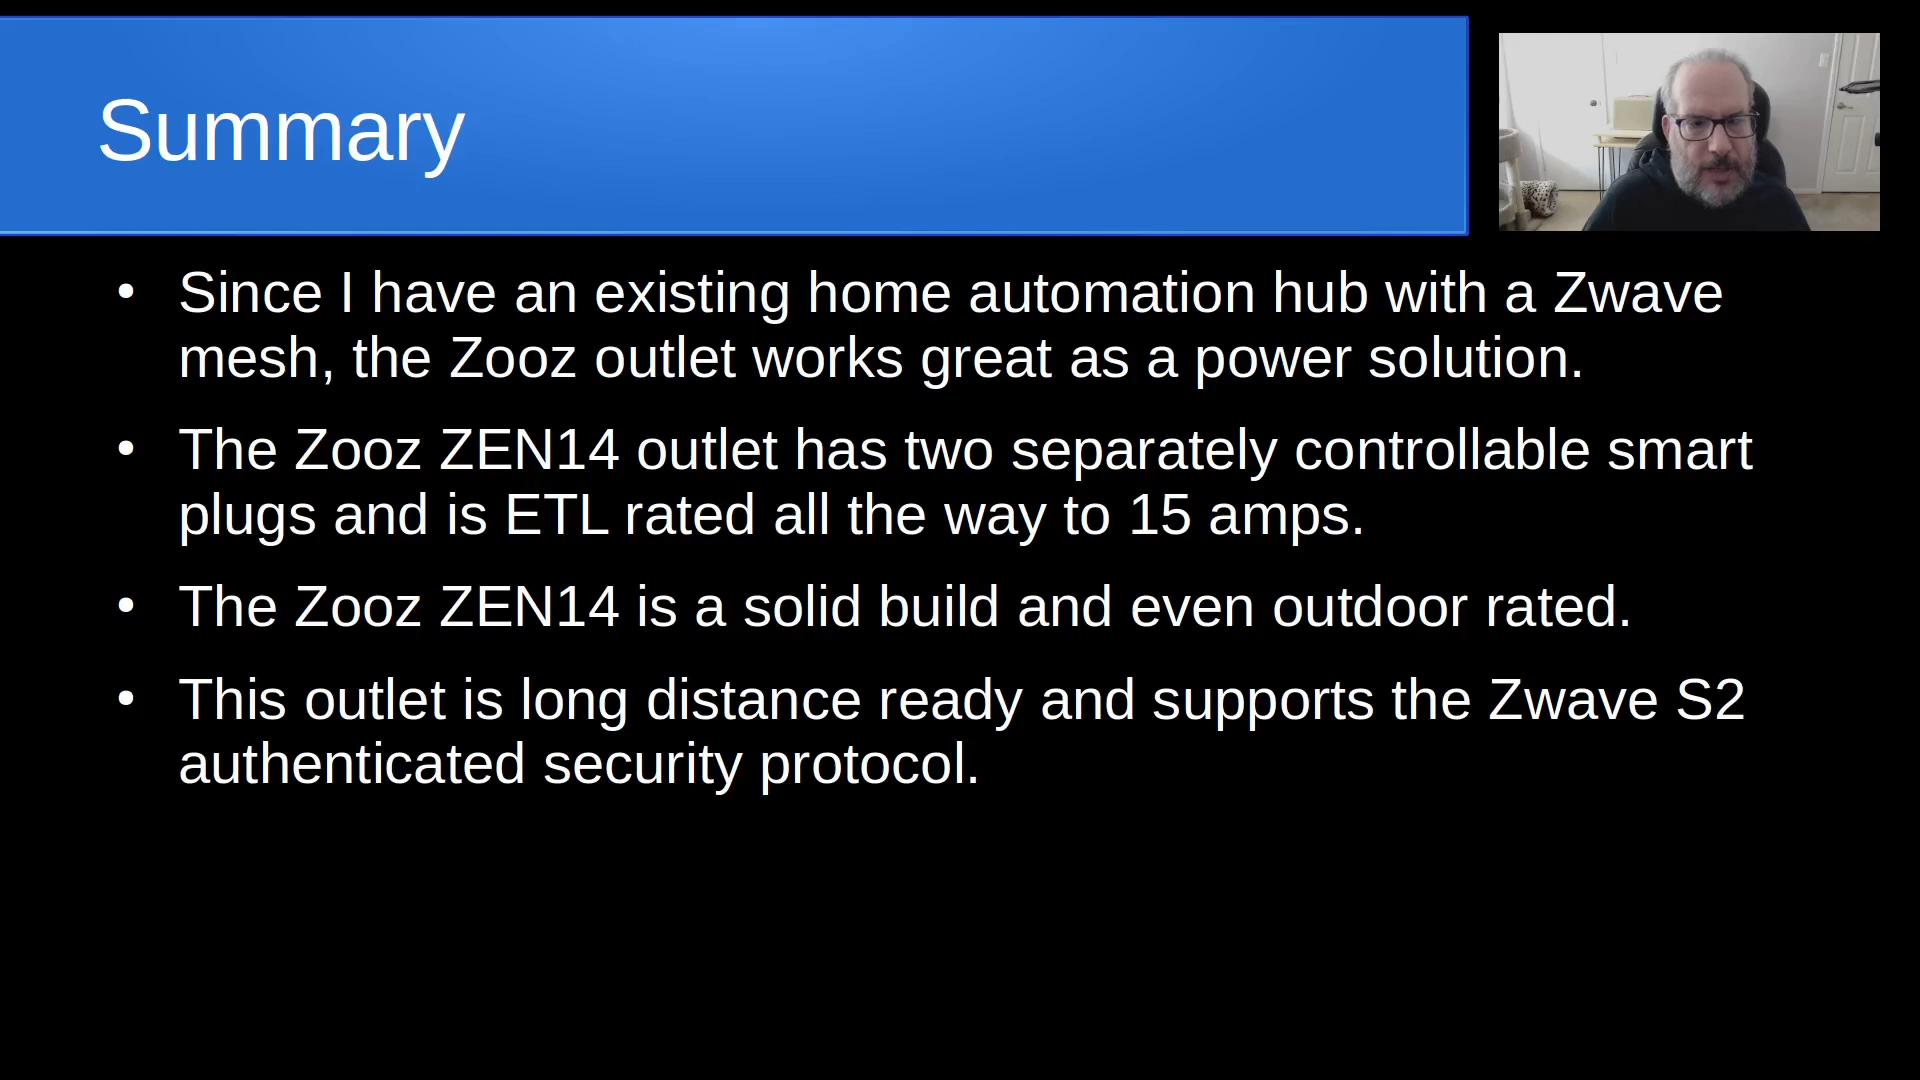 Summary
• Since I have an existing home automation hub with a Zwave
mesh, the Zooz outlet works great as a power solution.
• The Zooz ZEN14 outlet has two separately controllable smart
plugs and is ETL rated all the way to 15 amps.
• The Zooz ZEN14 is a solid build and even outdoor rated.
• This outlet is long distance ready and supports the Zwave S2
authenticated security protocol.